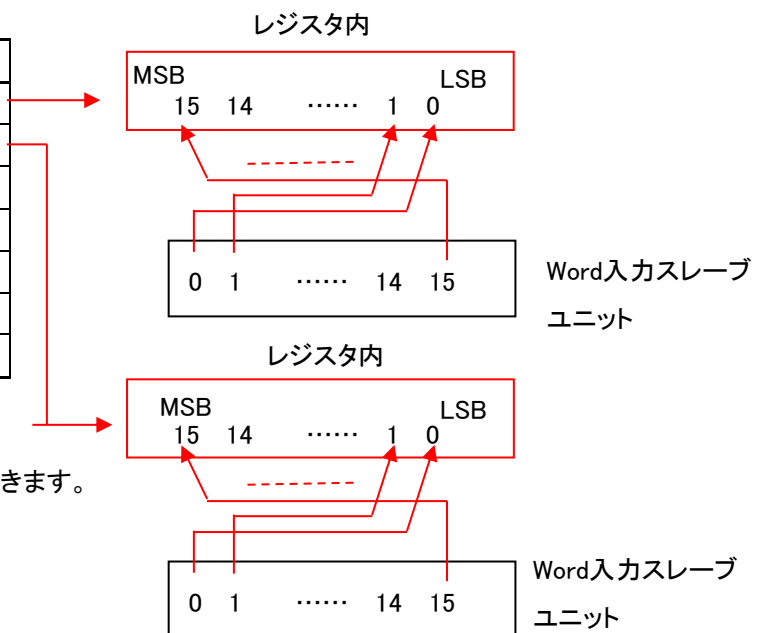 レジスタ内
MSB LSB
15 14 …… 1 0
0 1 …… 14 15
Word入力スレーブ
ユニット
レジスタ内
MSB LSB
15 14 …… 1 0
きます。
0 1 …… 14 15
Word入力スレーブ
ユニット